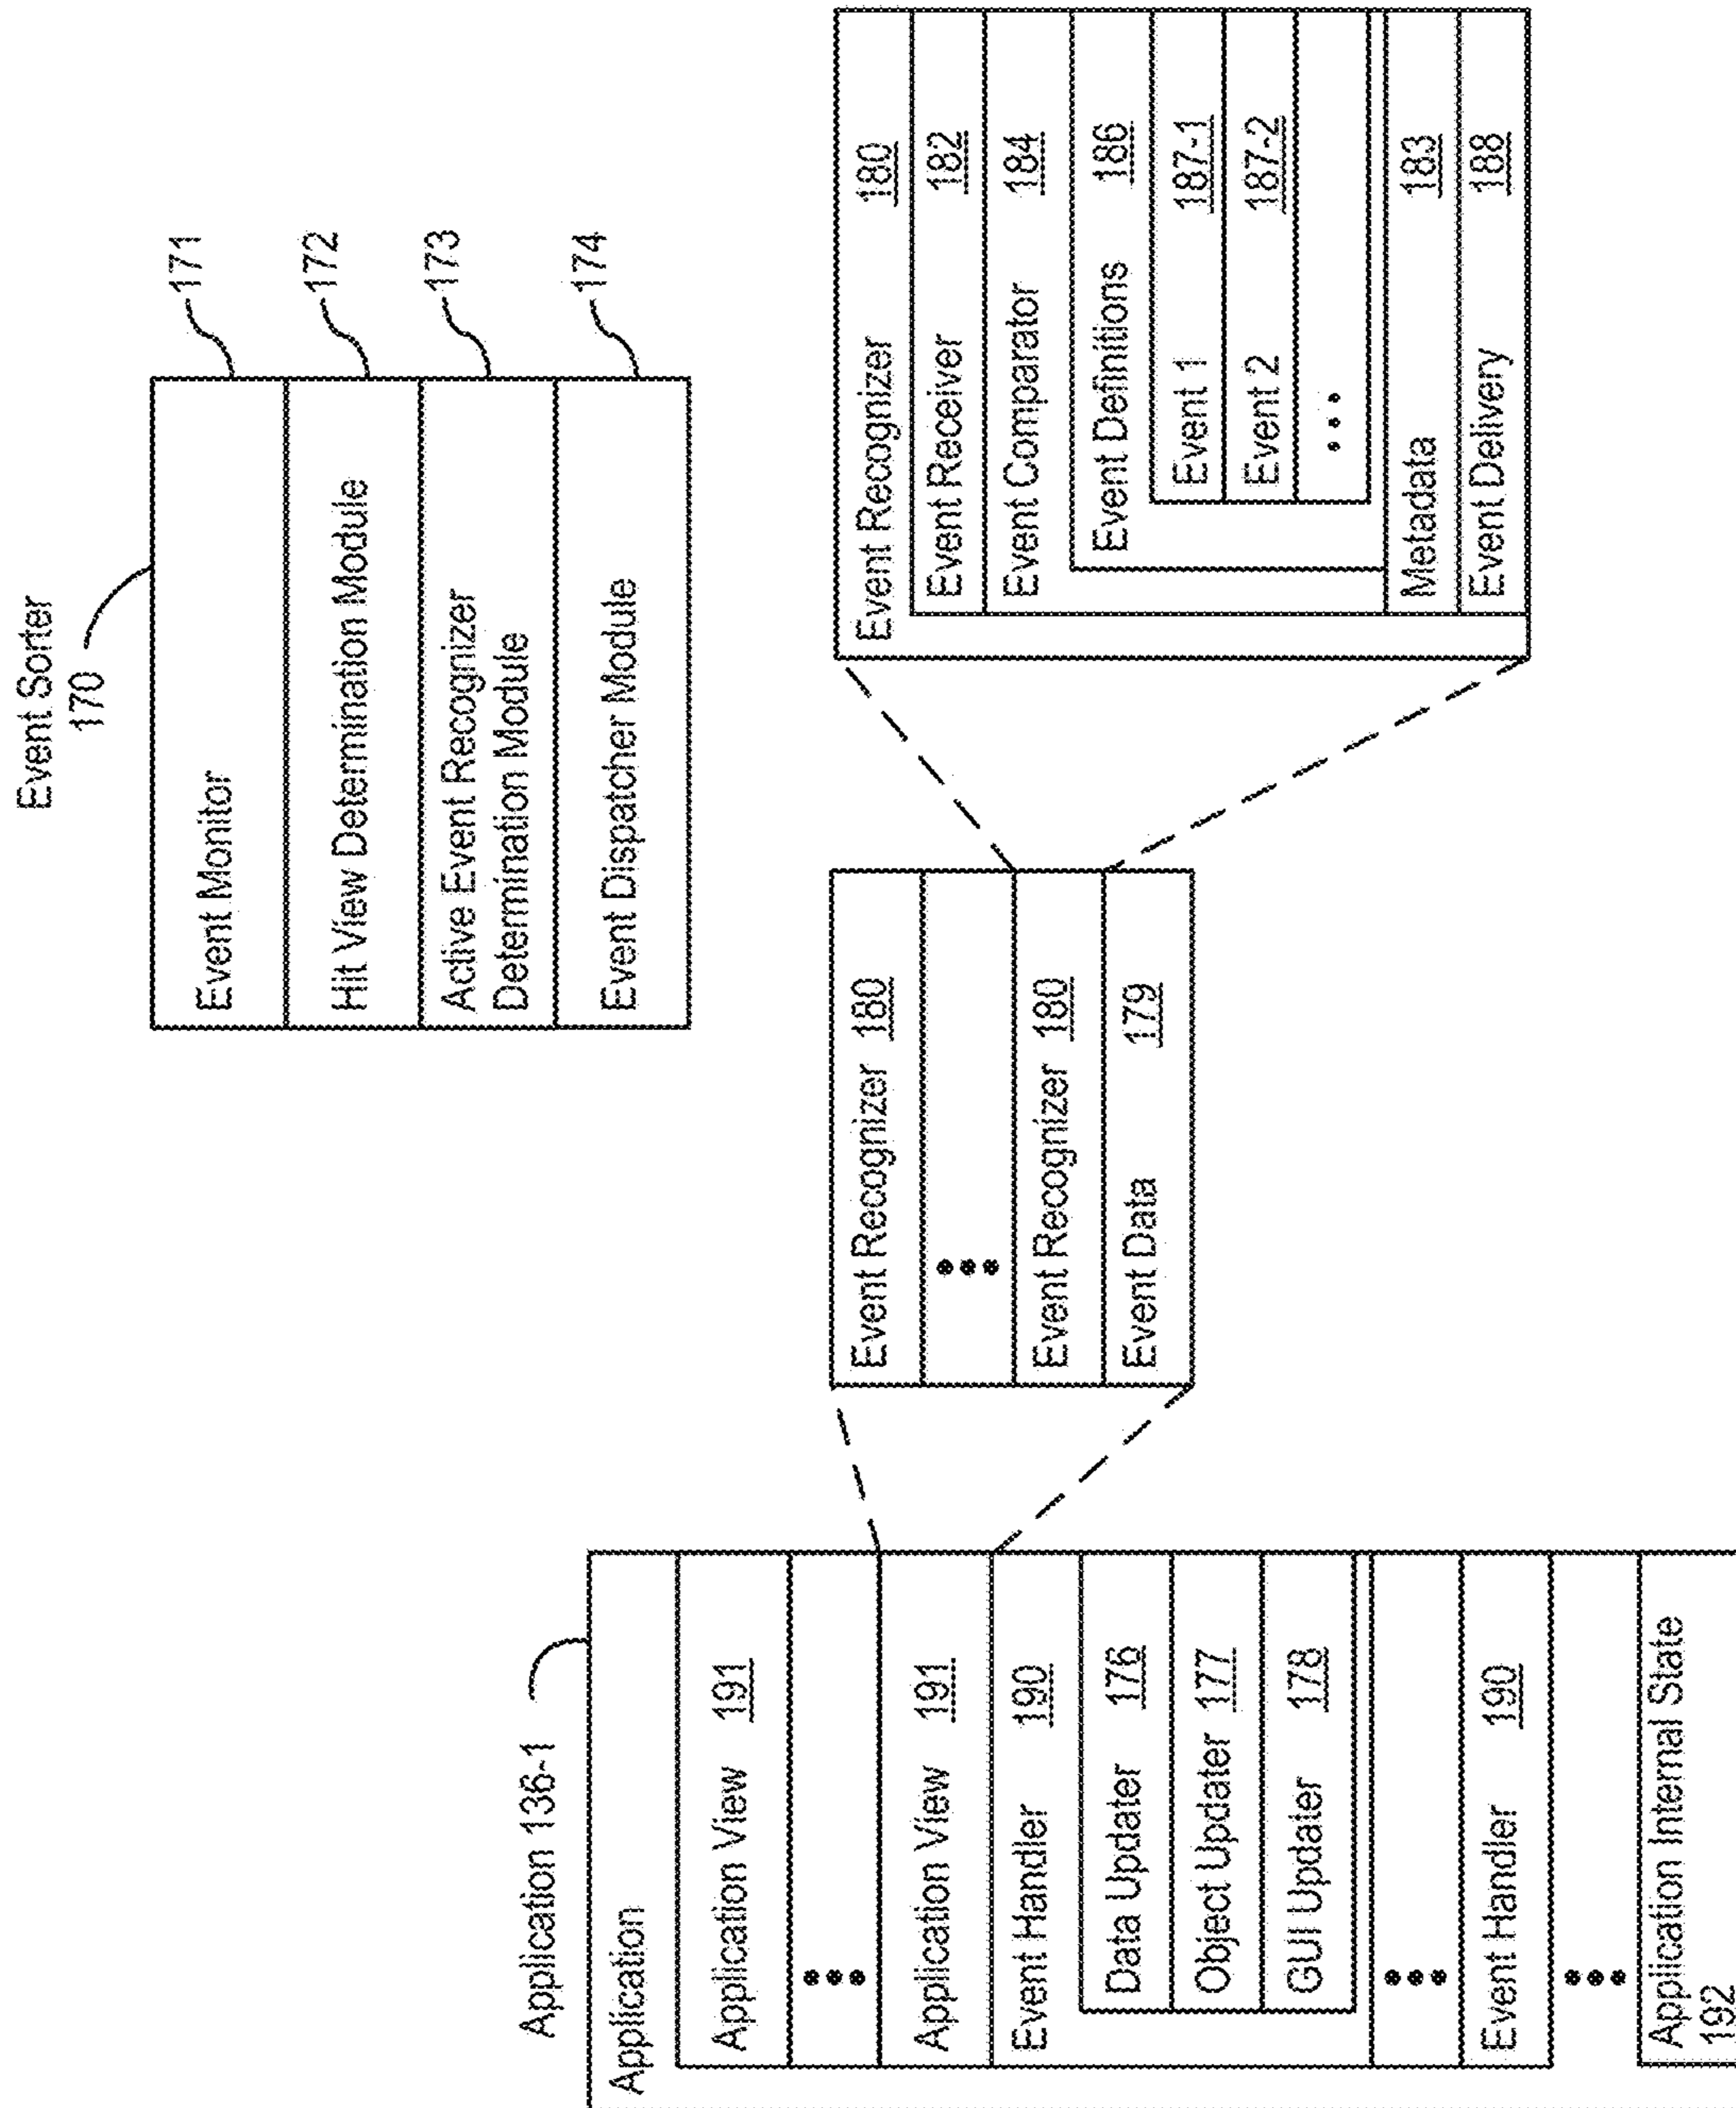 Event Sorter
170
Event Monitor
171
Hit View Determination Module
172
Active Event Recognizer
Determination Module
173
Event Dispatcher Module
174
Application 136-1
Application
Application View 191
•••
Application View 191
Event Handler 190
Data Updater 176
Object Updater 177
GUI Updater 178
•••
Event Handler 190
•••
Application Internal State
192
Event Recognizer 180
•••
Event Recognizer 180
Event Data 179
Event Recognizer 180
Event Receiver 182
Event Comparator 184
Event Definitions 186
Event 1 187-1
Event 2 187-2
•••
Metadata 183
Event Delivery 188